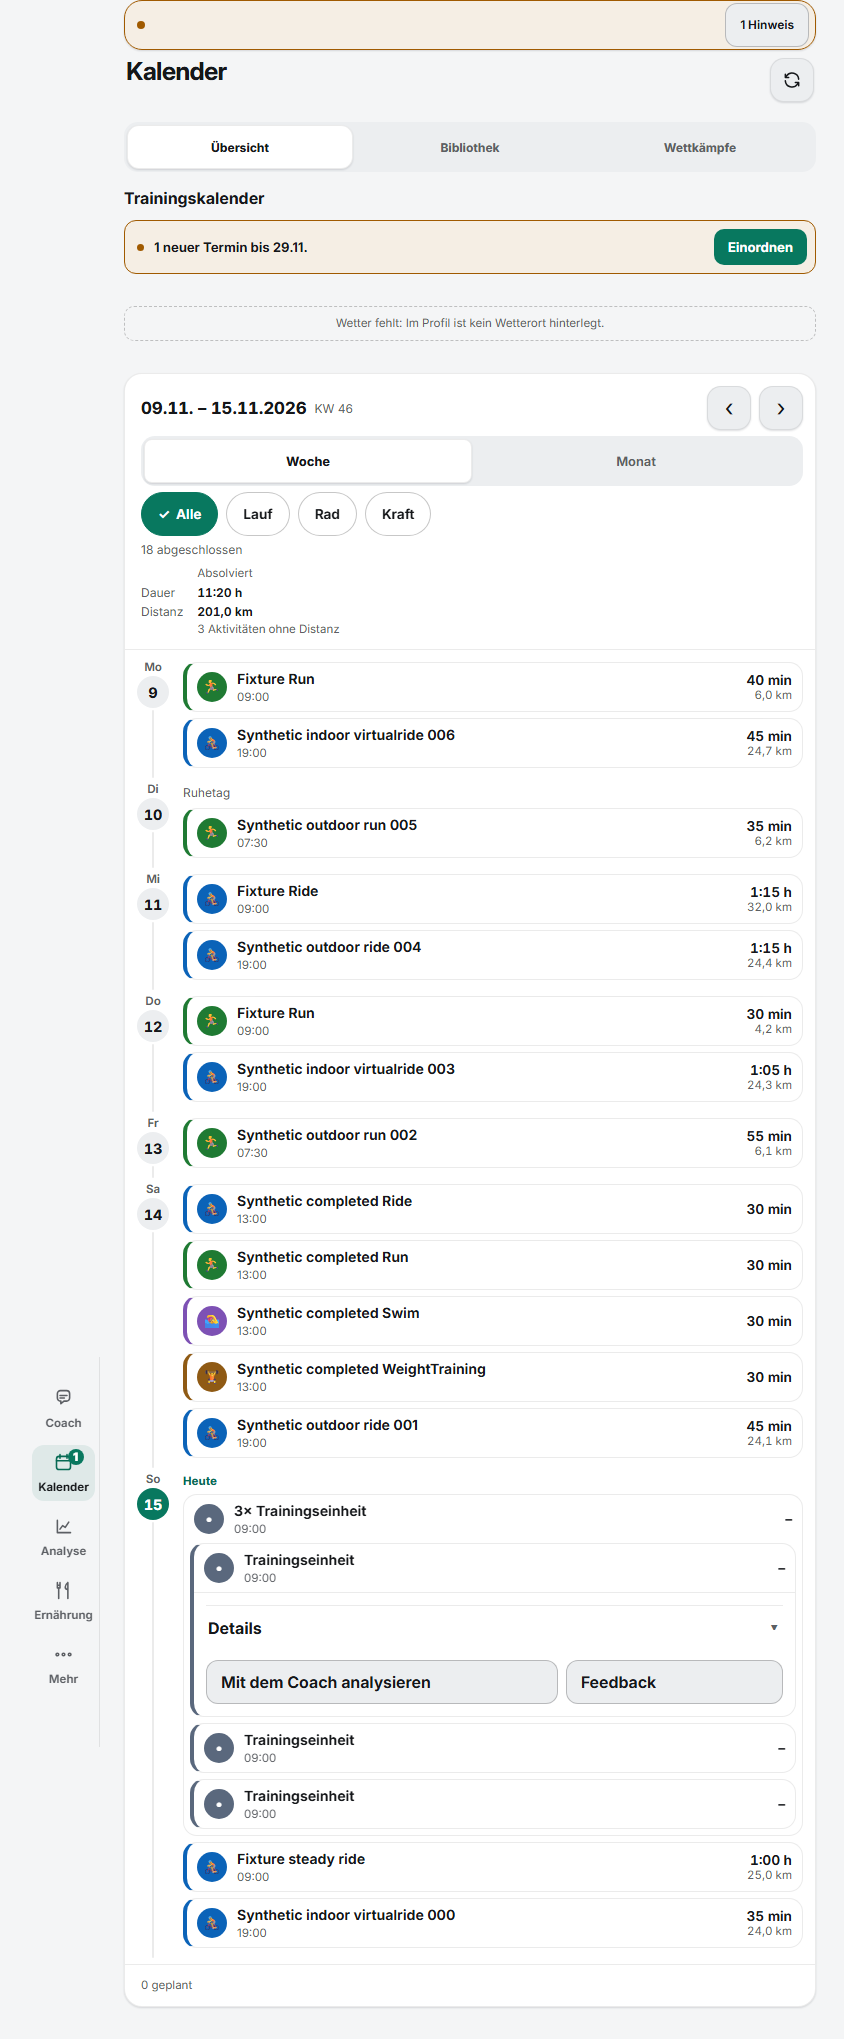 1 Hinweis
Kalender
Übersicht
Bibliothek
Wettkämpfe
Trainingskalender
1 neuer Termin bis 29.11.
Einordnen
Wetter fehlt: Im Profil ist kein Wetterort hinterlegt.
09.11. – 15.11.2026 KW 46
‹
›
Woche
Monat
✓ Alle
Lauf
Rad
Kraft
18 abgeschlossen
Absolviert
Dauer 11:20 h
Distanz 201,0 km
3 Aktivitäten ohne Distanz
Mo
9
Fixture Run
09:00
40 min
6,0 km
Synthetic indoor virtualride 006
19:00
45 min
24,7 km
Di
10
Ruhetag
Synthetic outdoor run 005
07:30
35 min
6,2 km
Mi
11
Fixture Ride
09:00
1:15 h
32,0 km
Synthetic outdoor ride 004
19:00
1:15 h
24,4 km
Do
12
Fixture Run
09:00
30 min
4,2 km
Synthetic indoor virtualride 003
19:00
1:05 h
24,3 km
Fr
13
Synthetic outdoor run 002
07:30
55 min
6,1 km
Sa
14
Synthetic completed Ride
13:00
30 min
Synthetic completed Run
13:00
30 min
Synthetic completed Swim
13:00
30 min
Synthetic completed WeightTraining
13:00
30 min
Synthetic outdoor ride 001
19:00
45 min
24,1 km
So
15
Heute
3× Trainingseinheit
09:00
–
Trainingseinheit
09:00
–
Details
▼
Mit dem Coach analysieren
Feedback
Trainingseinheit
09:00
–
Trainingseinheit
09:00
–
Fixture steady ride
09:00
1:00 h
25,0 km
Synthetic indoor virtualride 000
19:00
35 min
24,0 km
0 geplant
Coach
1
Kalender
Analyse
Ernährung
Mehr